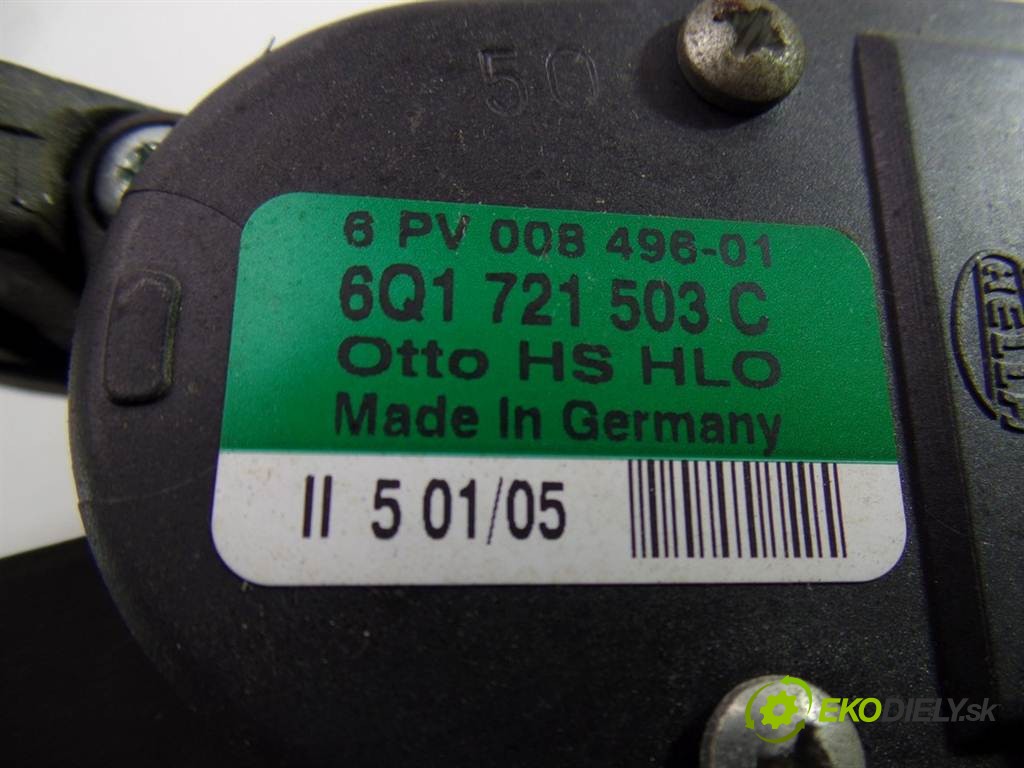 50
6 PV 008 496-01
6Q1 721 503 C
Otto HS HLO
Made In Germany
II 5 01/05
HELLA
EKODIELY.sk